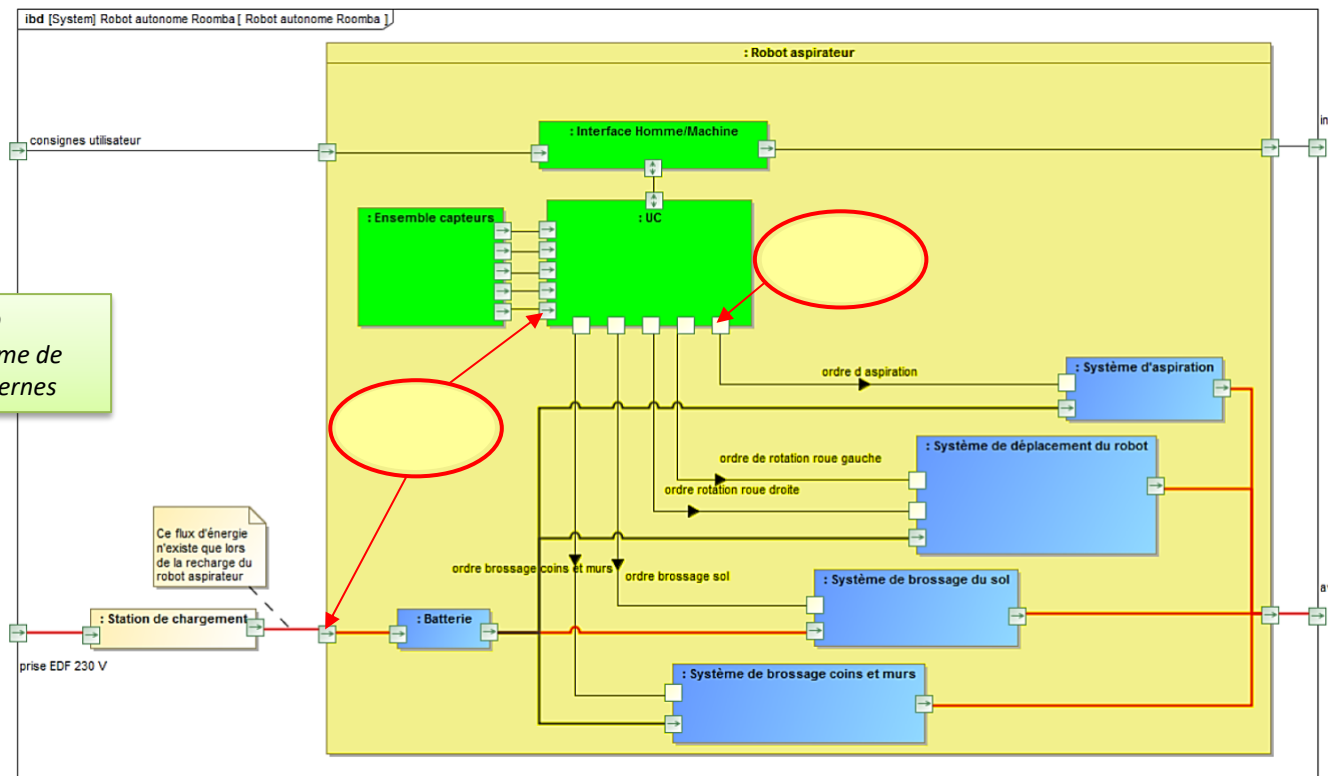 ibd [System] Robot autonome Roomba [ Robot autonome Roomba ]
: Robot aspirateur
consignes utilisateur
: Interface Homme/Machine
in
: Ensemble capteurs
: UC
me de
ernes
ordre d aspiration
: Système d'aspiration
ordre de rotation roue gauche
: Système de déplacement du robot
ordre rotation roue droite
Ce flux d'énergie
n'existe que lors
de la recharge du
robot aspirateur
ordre brossage coins et murs
ordre brossage sol
: Système de brossage du sol
av
: Station de chargement
: Batterie
prise EDF 230 V
: Système de brossage coins et murs